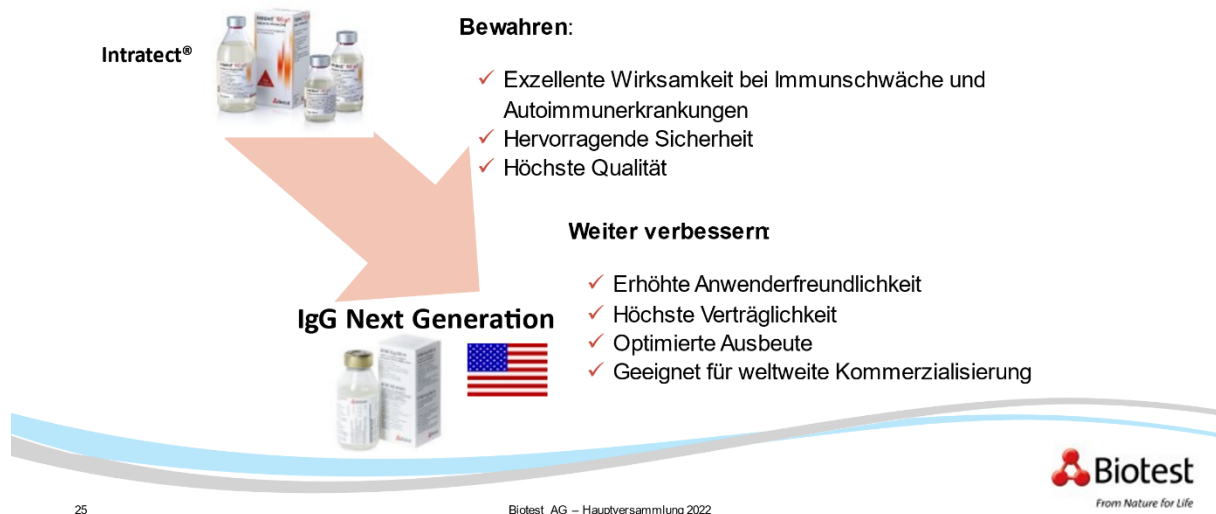 Intratect®
Bewahren:
✓ Exzellente Wirksamkeit bei Immunschwäche und
Autoimmunerkrankungen
✓ Hervorragende Sicherheit
✓ Höchste Qualität
Weiter verbessern:
✓ Erhöhte Anwenderfreundlichkeit
✓ Höchste Verträglichkeit
✓ Optimierte Ausbeute
✓ Geeignet für weltweite Kommerzialisierung
IgG Next Generation
Biotest
From Nature for Life
25
Biotest AG – Hauptversammlung 2022